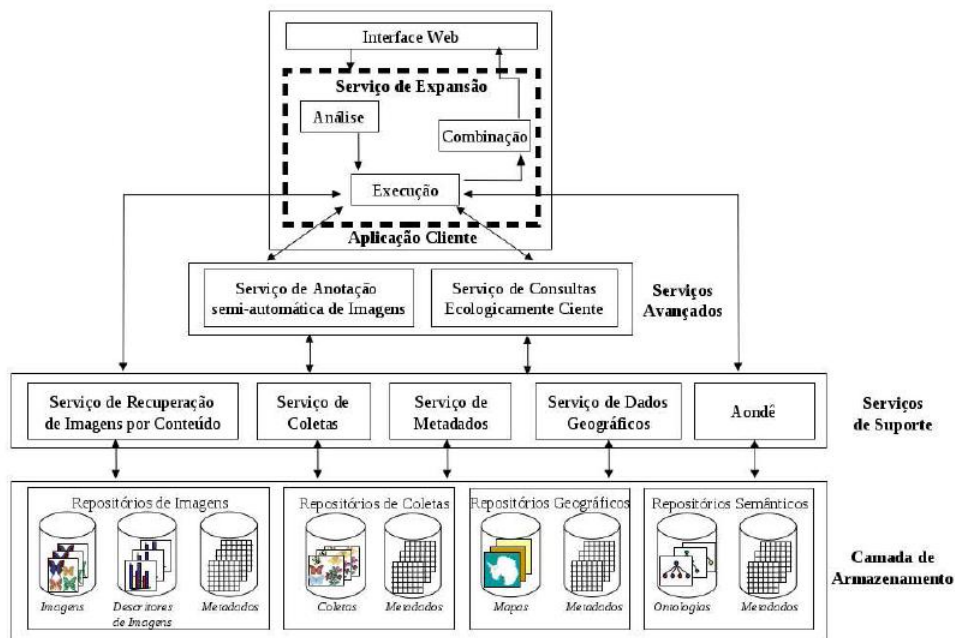 Interface Web
Serviço de Expansão
Análise
Combinação
Execução
Aplicação Cliente
Serviço de Anotação
semi-automática de Imagens
Serviço de Consultas
Ecologicamente Ciente
Serviços
Avançados
Serviço de Recuperação
de Imagens por Conteúdo
Serviço de
Coletas
Serviço de
Metadados
Serviço de Dados
Geográficos
Aondê
Serviços
de Suporte
Repositórios de Imagens
Imagens
Descritores
de Imagens
Metadados
Repositórios de Coletas
Coletas
Metadados
Repositórios Geográficos
Mapas
Metadados
Repositórios Semânticos
Ontologias
Metadados
Camada de
Armazenamento